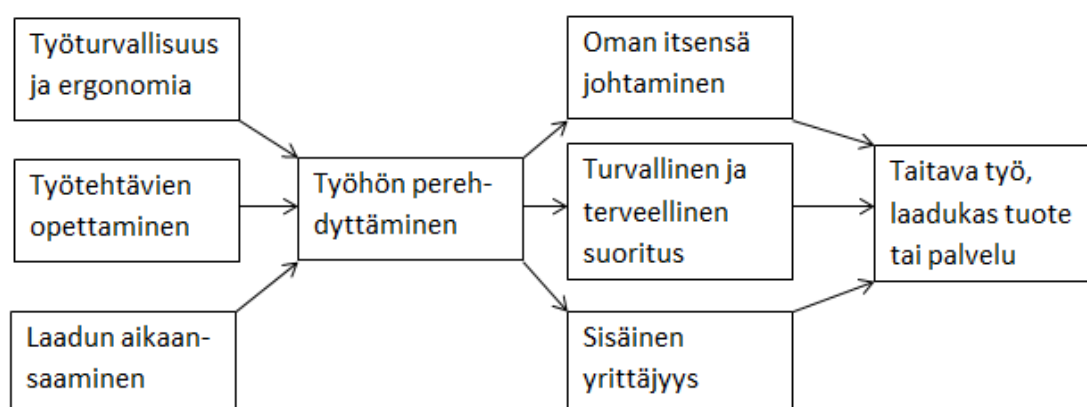 Työturvallisuus
ja ergonomia
Työtehtävien
opettaminen
Laadun aikaan-
saaminen
Työhön pereh-
dyttäminen
Oman itsensä
johtaminen
Turvallinen ja
terveellinen
suoritus
Sisäinen
yrittäjyys
Taitava työ,
laadukas tuote
tai palvelu